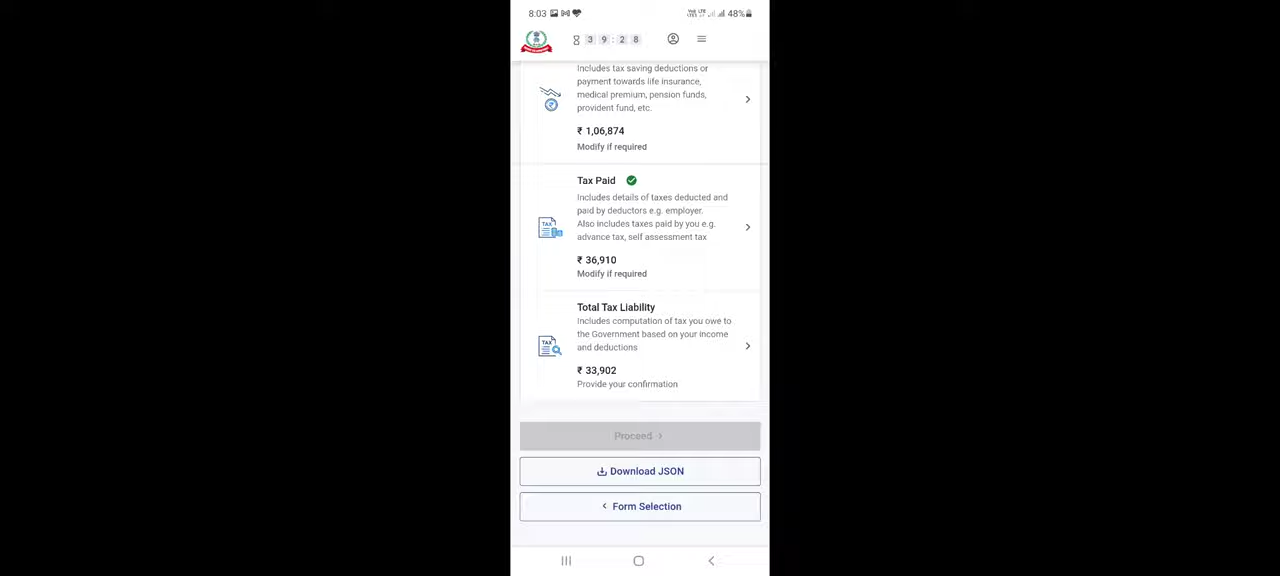 8:03
48%
3 9 : 2 8
Includes tax saving deductions or
payment towards life insurance,
medical premium, pension funds,
provident fund, etc.
₹ 1,06,874
Modify if required
Tax Paid
Includes details of taxes deducted and
paid by deductors e.g. employer.
Also includes taxes paid by you e.g.
advance tax, self assessment tax
TAX
₹ 36,910
Modify if required
Total Tax Liability
Includes computation of tax you owe to
the Government based on your income
and deductions
TAX
₹ 33,902
Provide your confirmation
Proceed >
Download JSON
< Form Selection